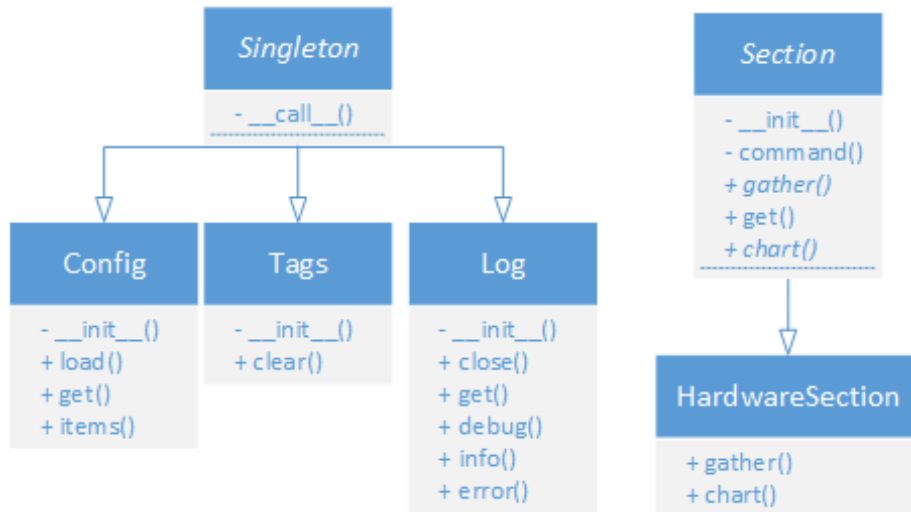 Singleton
- __call__()
Config
- __init__()
+ load()
+ get()
+ items()
Tags
- __init__()
+ clear()
Log
- __init__()
+ close()
+ get()
+ debug()
+ info()
+ error()
Section
- __init__()
- command()
+ gather()
+ get()
+ chart()
HardwareSection
+ gather()
+ chart()